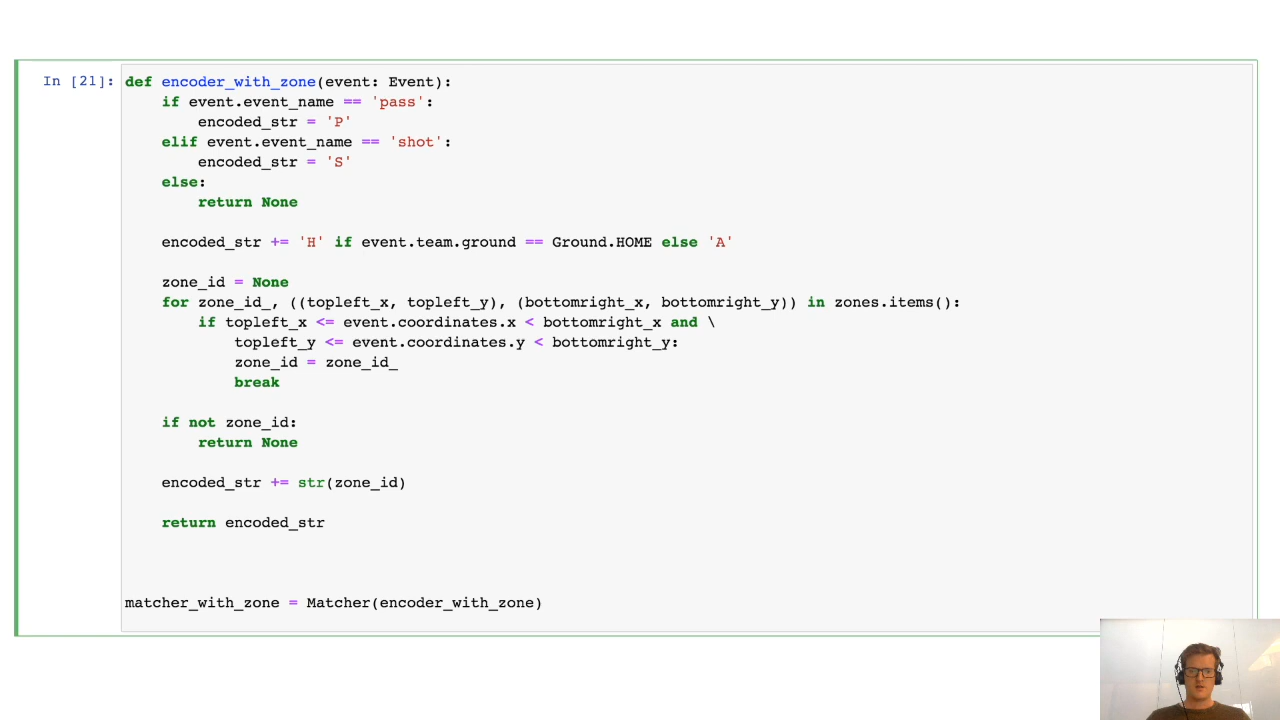 In [21]: def encoder_with_zone(event: Event):
    if event.event_name == 'pass':
        encoded_str = 'P'
    elif event.event_name == 'shot':
        encoded_str = 'S'
    else:
        return None
    encoded_str += 'H' if event.team.ground == Ground.HOME else 'A'
    zone_id = None
    for zone_id_, ((topleft_x, topleft_y), (bottomright_x, bottomright_y)) in zones.items():
        if topleft_x <= event.coordinates.x < bottomright_x and \
            topleft_y <= event.coordinates.y < bottomright_y:
            zone_id = zone_id_
            break
    if not zone_id:
        return None
    encoded_str += str(zone_id)
    return encoded_str
matcher_with_zone = Matcher(encoder_with_zone)